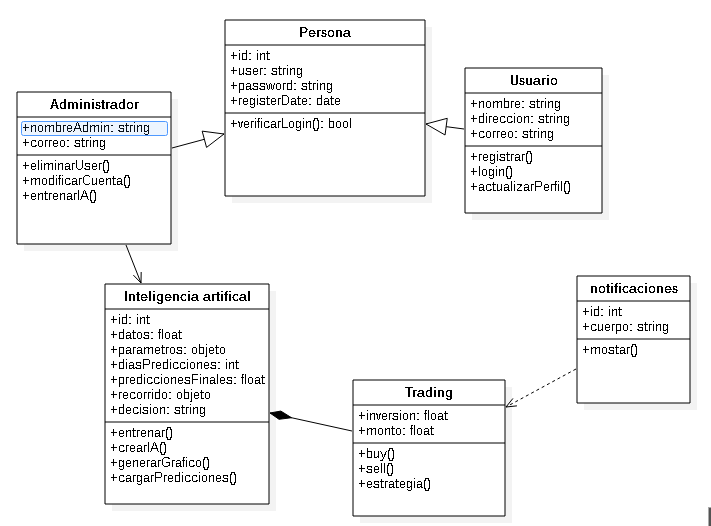 Persona
+id: int
+user: string
+password: string
+registerDate: date
+verificarLogin(): bool
Usuario
+nombre: string
+direccion: string
+correo: string
+registrar()
+login()
+actualizarPerfil()
Administrador
+nombreAdmin: string
+correo: string
+eliminarUser()
+modificarCuenta()
+entrenarIA()
Inteligencia artifical
+id: int
+datos: float
+parametros: objeto
+diasPredicciones: int
+prediccionesFinales: float
+recorrido: objeto
+decision: string
+entrenar()
+crearIA()
+generarGrafico()
+cargarPredicciones()
notificaciones
+id: int
+cuerpo: string
+mostar()
Trading
+inversion: float
+monto: float
+buy()
+sell()
+estrategia()